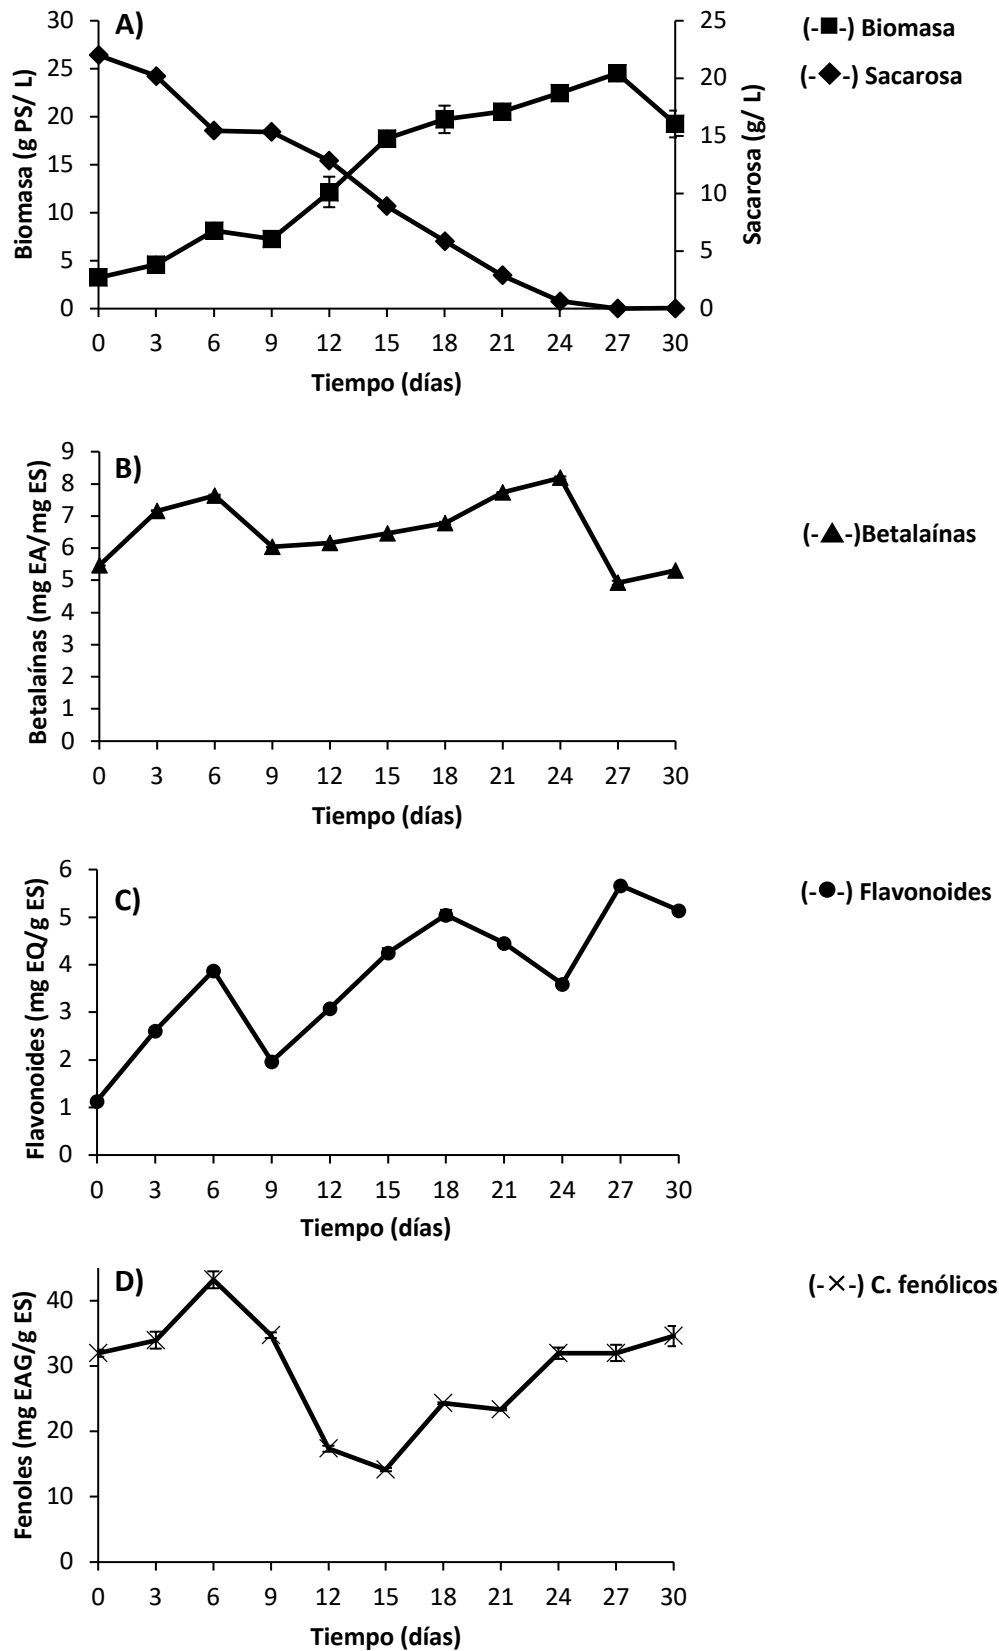 A)
(-■-) Biomasa
(-◆-) Sacarosa
Biomasa (g PS/ L)
30
25
20
15
10
5
0
Sacarosa (g/ L)
25
20
15
10
5
0
0 3 6 9 12 15 18 21 24 27 30
Tiempo (días)
B)
(-▲-)Betalaínas
Betalaínas (mg EA/mg ES)
9
8
7
6
5
4
3
2
1
0
0 3 6 9 12 15 18 21 24 27 30
Tiempo (días)
C)
(-●-) Flavonoides
Flavonoides (mg EQ/g ES)
6
5
4
3
2
1
0
0 3 6 9 12 15 18 21 24 27 30
Tiempo (días)
D)
(-×-) C. fenólicos
Fenoles (mg EAG/g ES)
40
30
20
10
0
0 3 6 9 12 15 18 21 24 27 30
Tiempo (días)